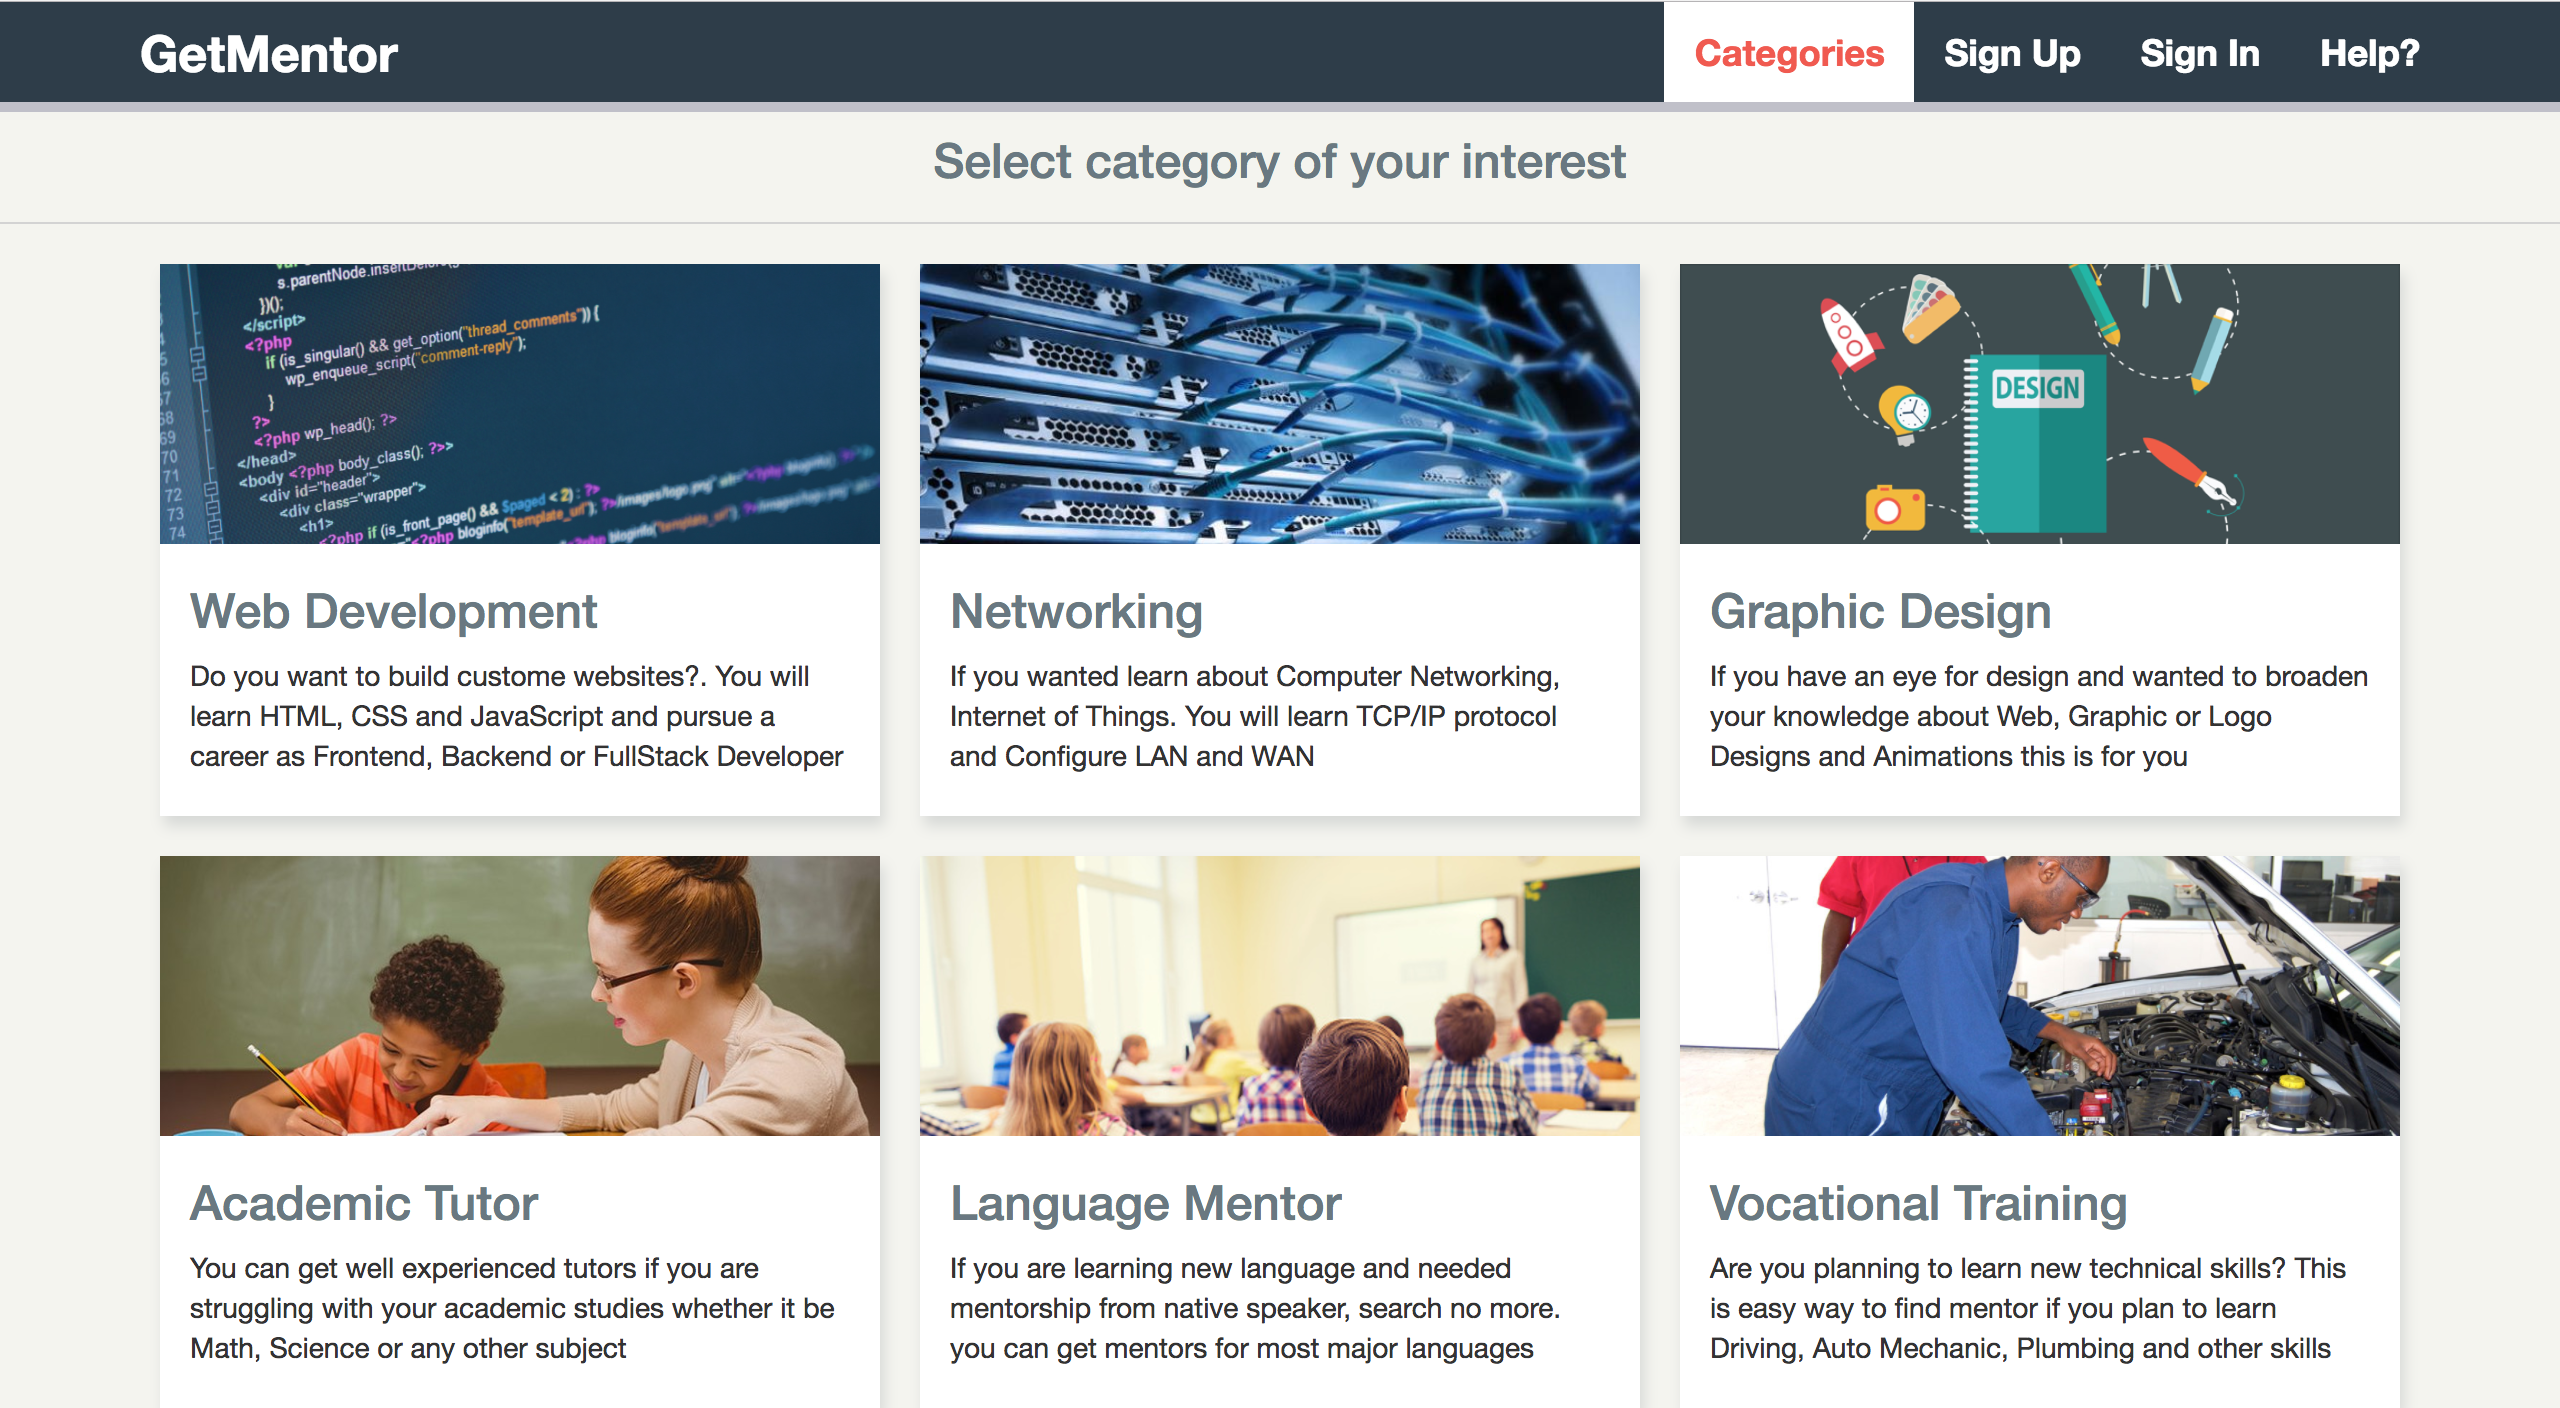 GetMentor
Categories
Sign Up
Sign In
Help?
Select category of your interest
s.parentNode.insertBefore(s
})();
</script>
<?php
if (is_singular() && get_option("thread_comments")) {
wp_enqueue_script("comment-reply");
}
?>
<?php wp_head(); ?>
</head>
<body <?php body_class(); ?>>
<div id="header">
<div class="wrapper">
<h1>
<?php if (is_front_page() && $paged < 2) : ?>
68
69
70
71
72
73
74
DESIGN
Web Development
Do you want to build custome websites?. You will
learn HTML, CSS and JavaScript and pursue a
career as Frontend, Backend or FullStack Developer
Networking
If you wanted learn about Computer Networking,
Internet of Things. You will learn TCP/IP protocol
and Configure LAN and WAN
Graphic Design
If you have an eye for design and wanted to broaden
your knowledge about Web, Graphic or Logo
Designs and Animations this is for you
Academic Tutor
You can get well experienced tutors if you are
struggling with your academic studies whether it be
Math, Science or any other subject
Language Mentor
If you are learning new language and needed
mentorship from native speaker, search no more.
you can get mentors for most major languages
Vocational Training
Are you planning to learn new technical skills? This
is easy way to find mentor if you plan to learn
Driving, Auto Mechanic, Plumbing and other skills